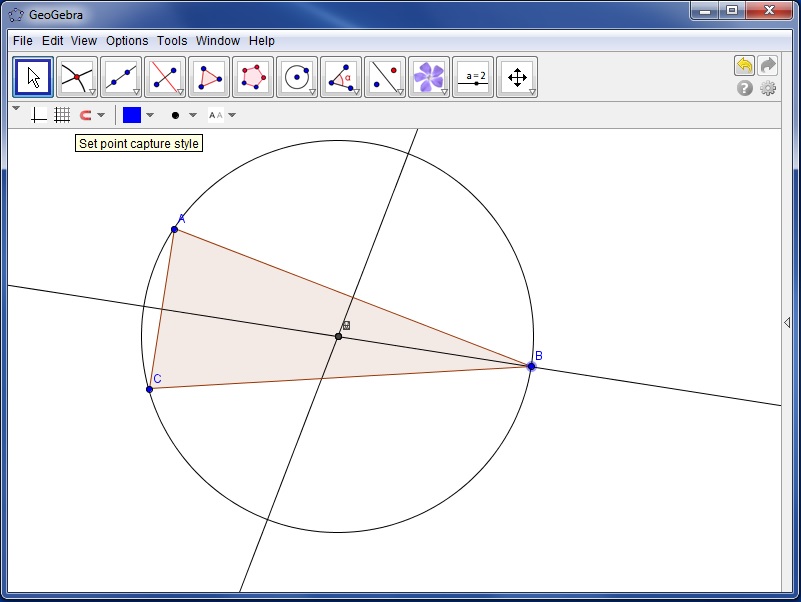 GeoGebra
File Edit View Options Tools Window Help
α
a = 2
A A
Set point capture style
A
B
C